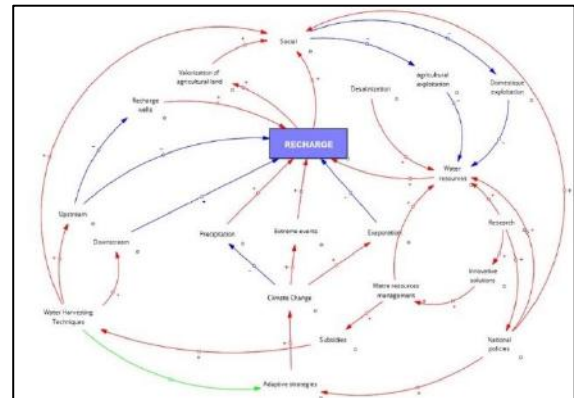 Social
Valorization of
agricultural land
Desalinization
agricultural
exploitation
Domestique
exploitation
Recharge
wells
RECHARGE
Water
resources
Upstream
Downstream
Precipitation
Extreme events
Evaporation
Research
Innovative
solutions
Climate Change
resources
management
Water Harvesting
Techniques
Subsidies
National
policies
Adaptive strategies